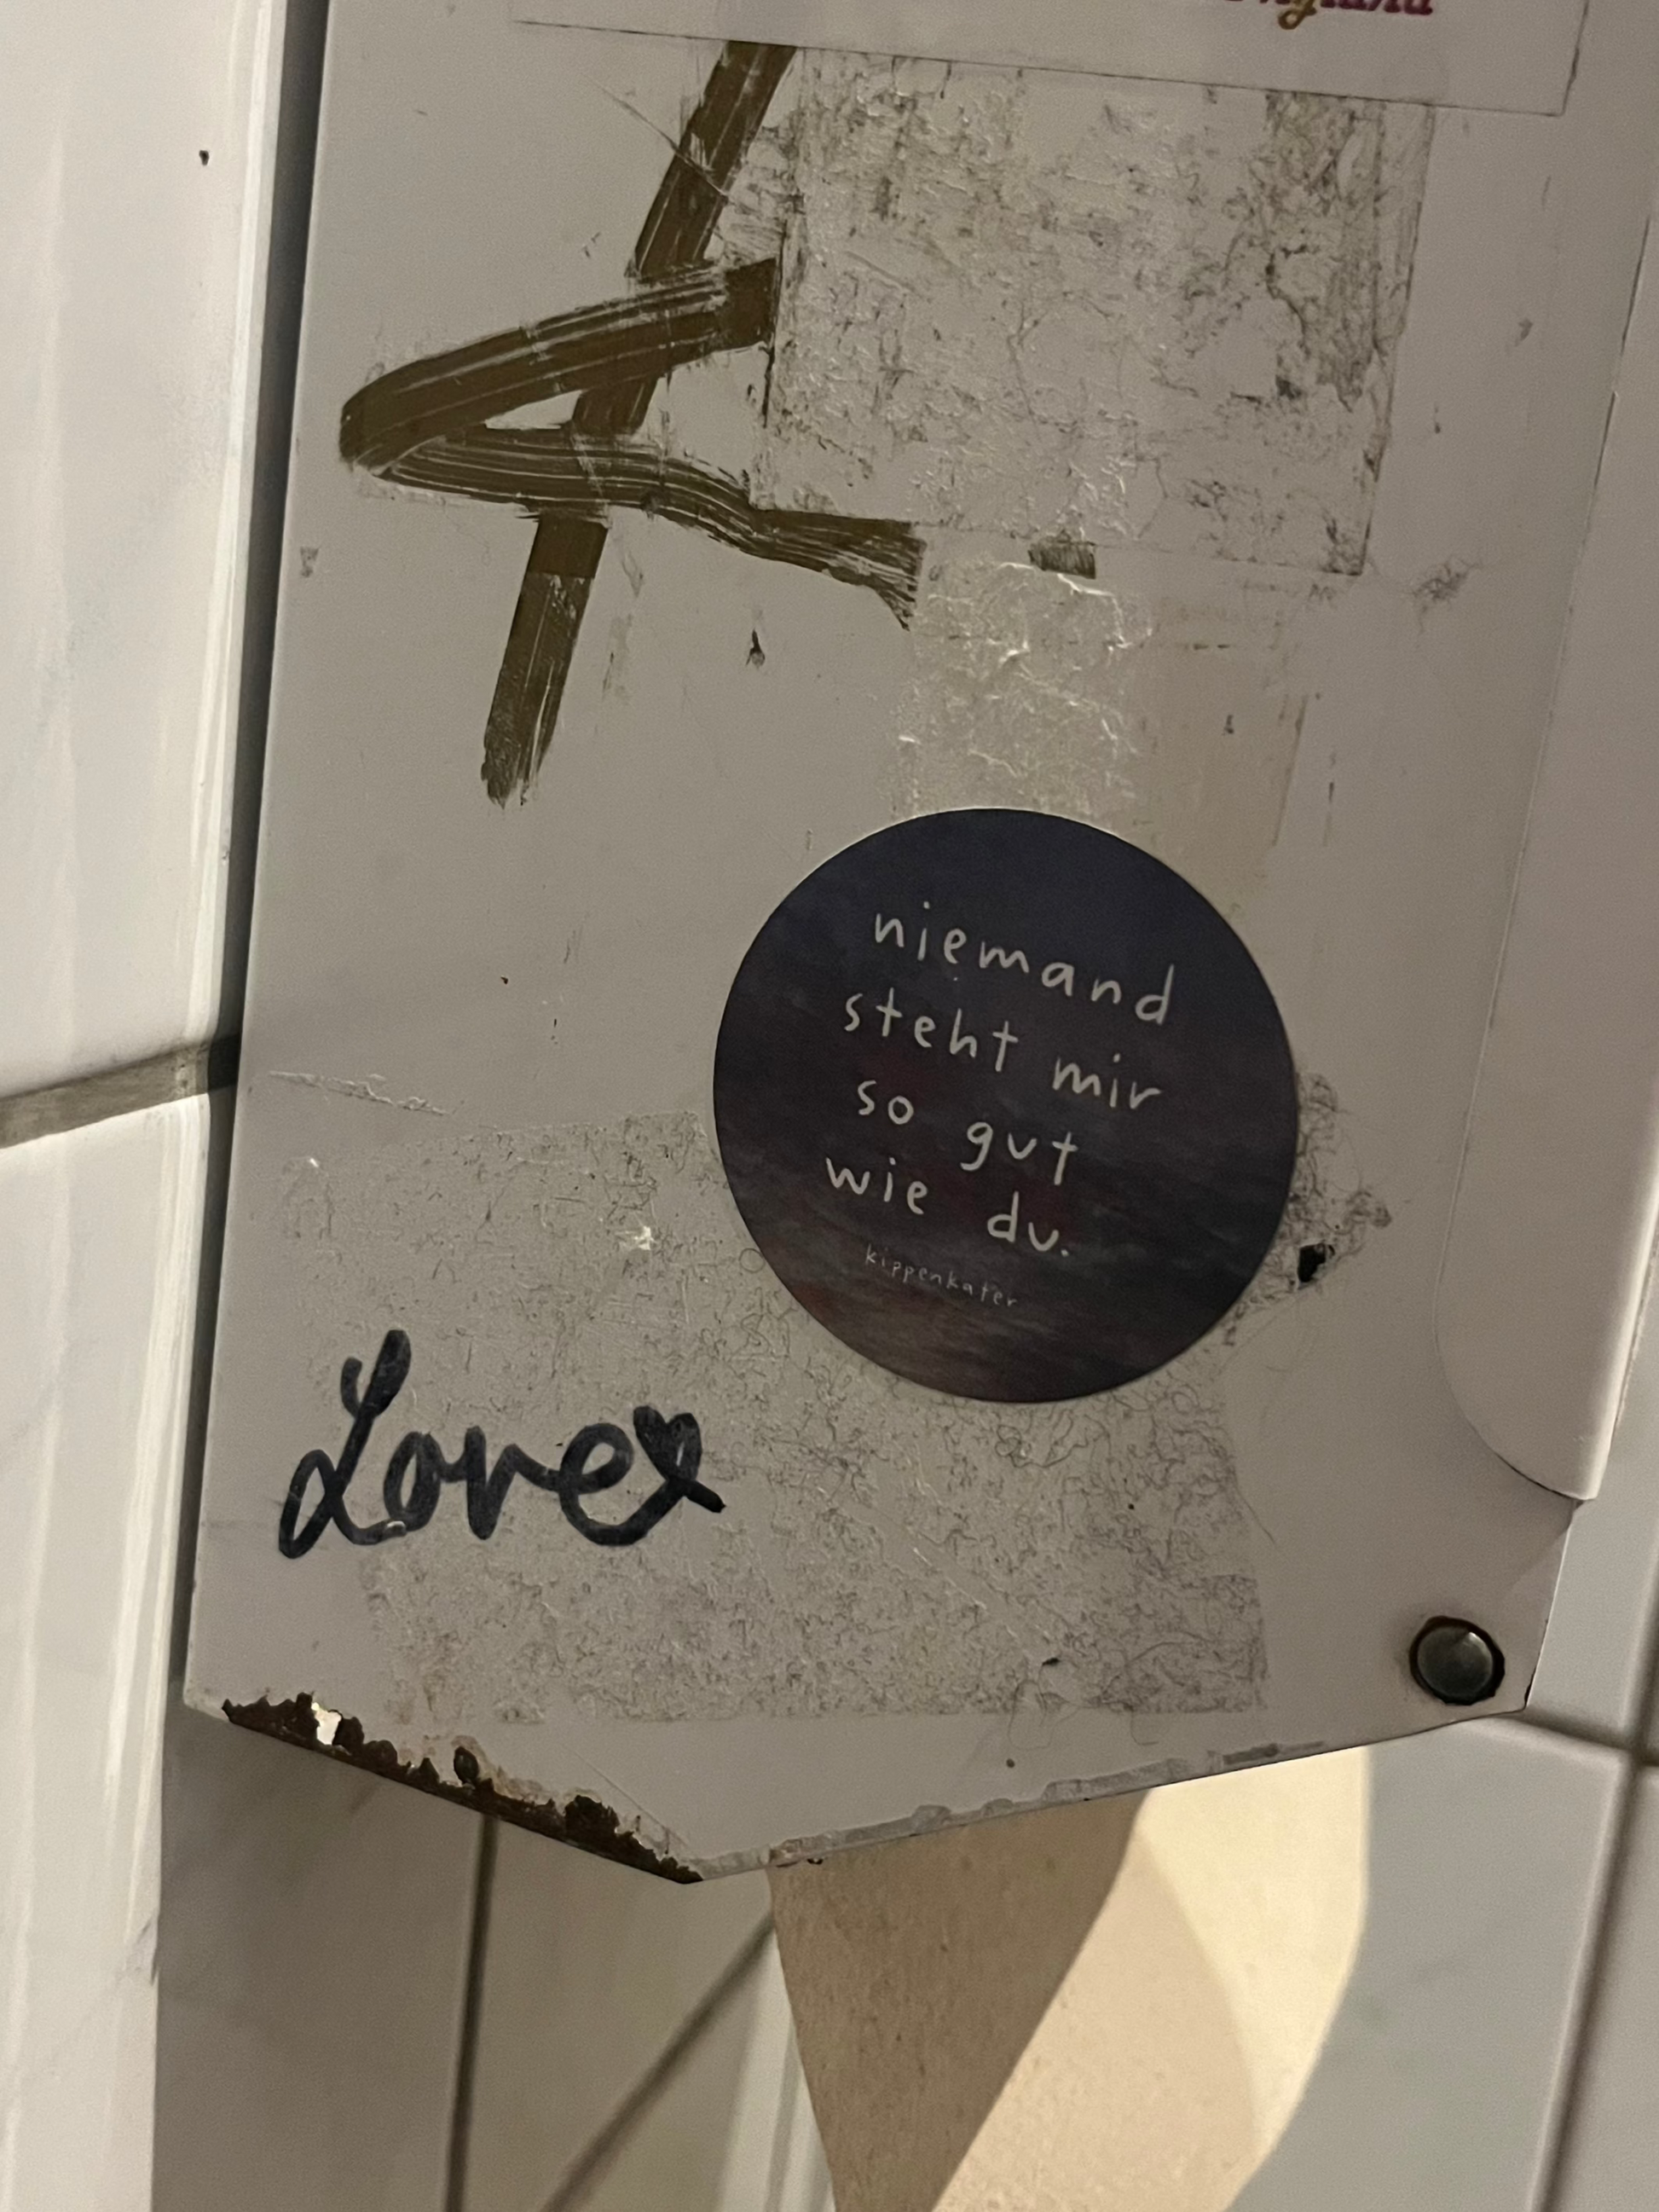 niemand
steht mir
so gut
wie du.
kippenkater
Love